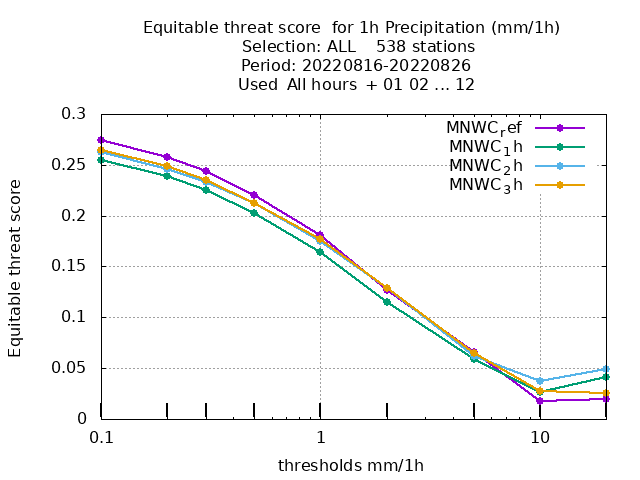 Equitable threat score  for 1h Precipitation (mm/1h)
Selection: ALL    538 stations
Period: 20220816-20220826
Used  All hours  + 01 02 ... 12
0.3
0.25
0.2
0.15
0.1
0.05
0
Equitable threat score
MNWC_ref
MNWC_1h
MNWC_2h
MNWC_3h
0.1 1 10
thresholds mm/1h